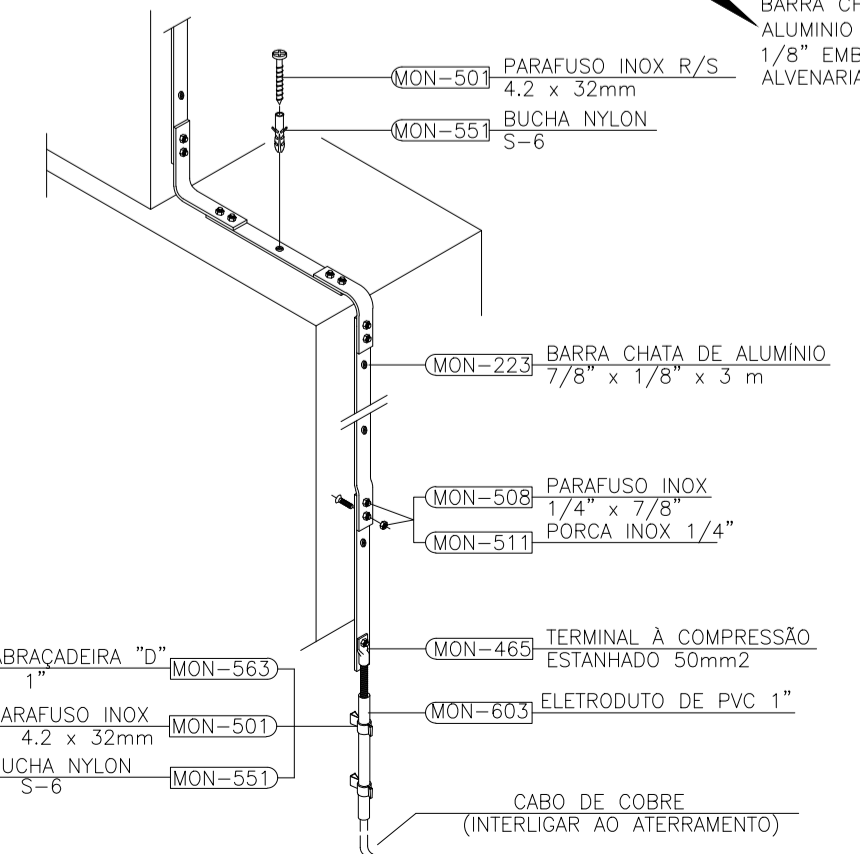 BARRA CH
ALUMINIO
1/8" EMB
ALVENARIA
MON-501 PARAFUSO INOX R/S
4.2 x 32mm
MON-551 BUCHA NYLON
S-6
MON-223 BARRA CHATA DE ALUMÍNIO
7/8" x 1/8" x 3 m
MON-508 PARAFUSO INOX
1/4" x 7/8"
MON-511 PORCA INOX 1/4"
MON-465 TERMINAL À COMPRESSÃO
ESTANHADO 50mm2
MON-603 ELETRODUTO DE PVC 1"
ABRAÇADEIRA "D" MON-563
1"
PARAFUSO INOX MON-501
4.2 x 32mm
BUCHA NYLON MON-551
S-6
CABO DE COBRE
(INTERLIGAR AO ATERRAMENTO)